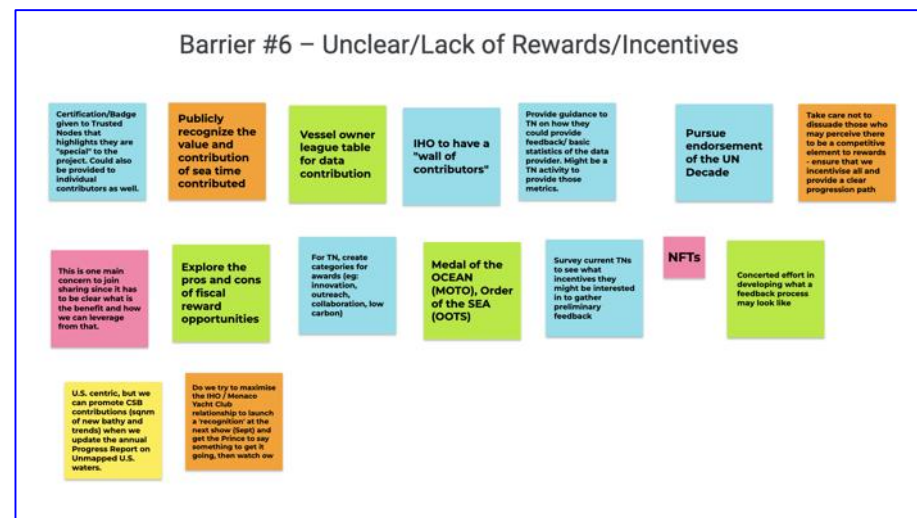 Barrier #6 – Unclear/Lack of Rewards/Incentives
Certification/Badge
given to Trusted
Nodes that
highlights they are
"special" to the
project. Could also
be provided to
individual
contributors as well.
Publicly
recognize the
value and
contribution
of sea time
contributed
Vessel owner
league table
for data
contribution
IHO to have a
"wall of
contributors"
Provide guidance to
TN on how they
could provide
feedback/ basic
statistics of the data
provider. Might be a
TN activity to
provide those
metrics.
Pursue
endorsement
of the UN
Decade
Take care not to
dissuade those who
may perceive there
to be a competitive
element to rewards
- ensure that we
incentivise all and
provide a clear
progression path
This is one main
concern to join
sharing since it has
to be clear what is
the benefit and how
we can leverage
from that.
Explore the
pros and cons
of fiscal
reward
opportunities
For TN, create
categories for
awards (eg:
innovation,
outreach,
collaboration, low
carbon)
Medal of the
OCEAN
(MOTO), Order
of the SEA
(OOTS)
Survey current TNs
to see what
incentives they
might be interested
in to gather
preliminary
feedback
NFTs
Concerted effort in
developing what a
feedback process
may look like
U.S. centric, but we
can promote CSB
contributions (sqnm
of new bathy and
trends) when we
update the annual
Progress Report on
Unmapped U.S.
waters.
Do we try to maximise
the IHO / Monaco
Yacht Club
relationship to launch
a 'recognition' at the
next show (Sept) and
get the Prince to say
something to get it
going, then watch ow